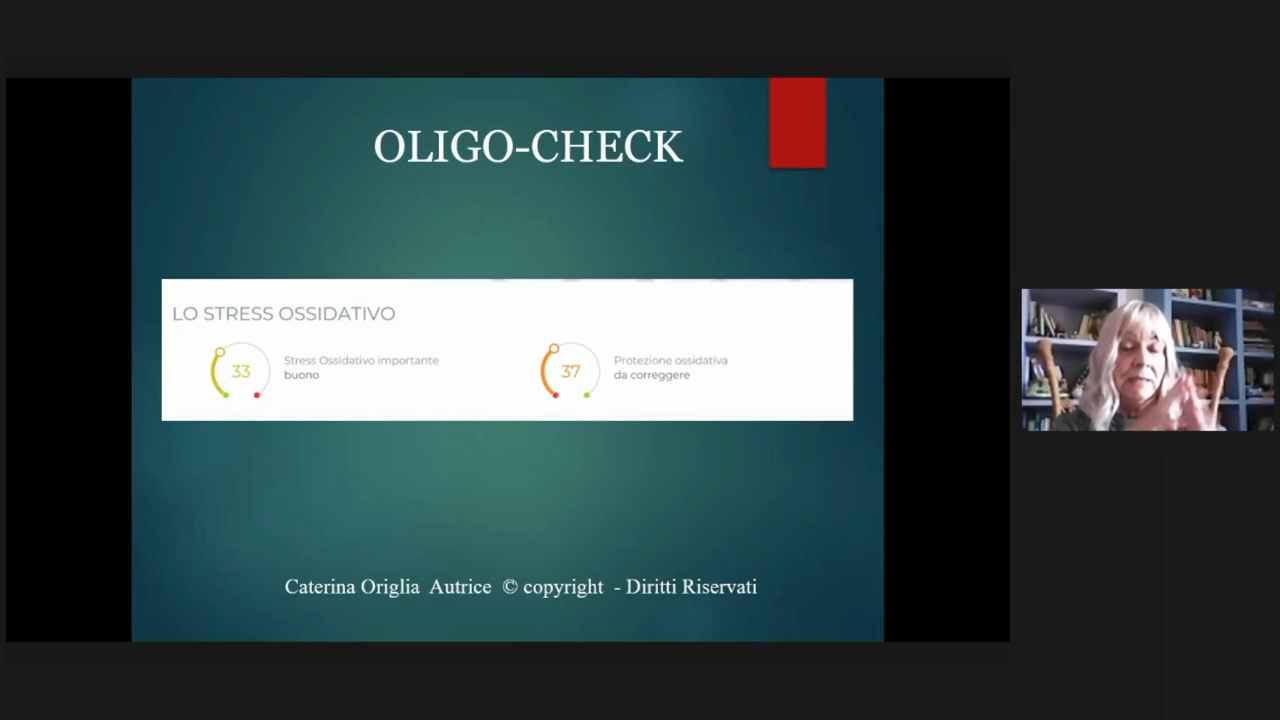 OLIGO-CHECK
LO STRESS OSSIDATIVO
33
Stress Ossidativo importante
buono
37
Protezione ossidativa
da correggere
Caterina Origlia Autrice © copyright - Diritti Riservati